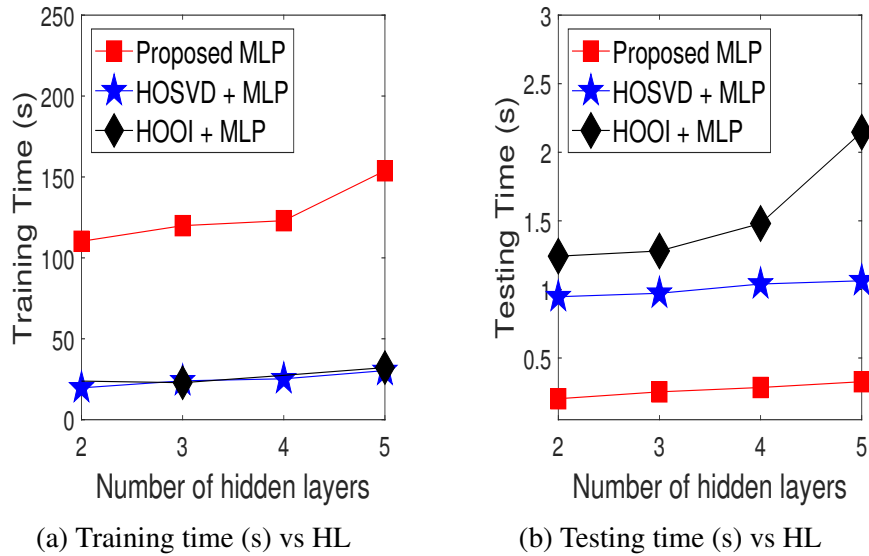 250
200
150
100
50
0
Training Time (s)
Proposed MLP
HOSVD + MLP
HOOI + MLP
2 3 4 5
Number of hidden layers
(a) Training time (s) vs HL
3
2.5
2
1.5
1
0.5
Testing Time (s)
Proposed MLP
HOSVD + MLP
HOOI + MLP
2 3 4 5
Number of hidden layers
(b) Testing time (s) vs HL